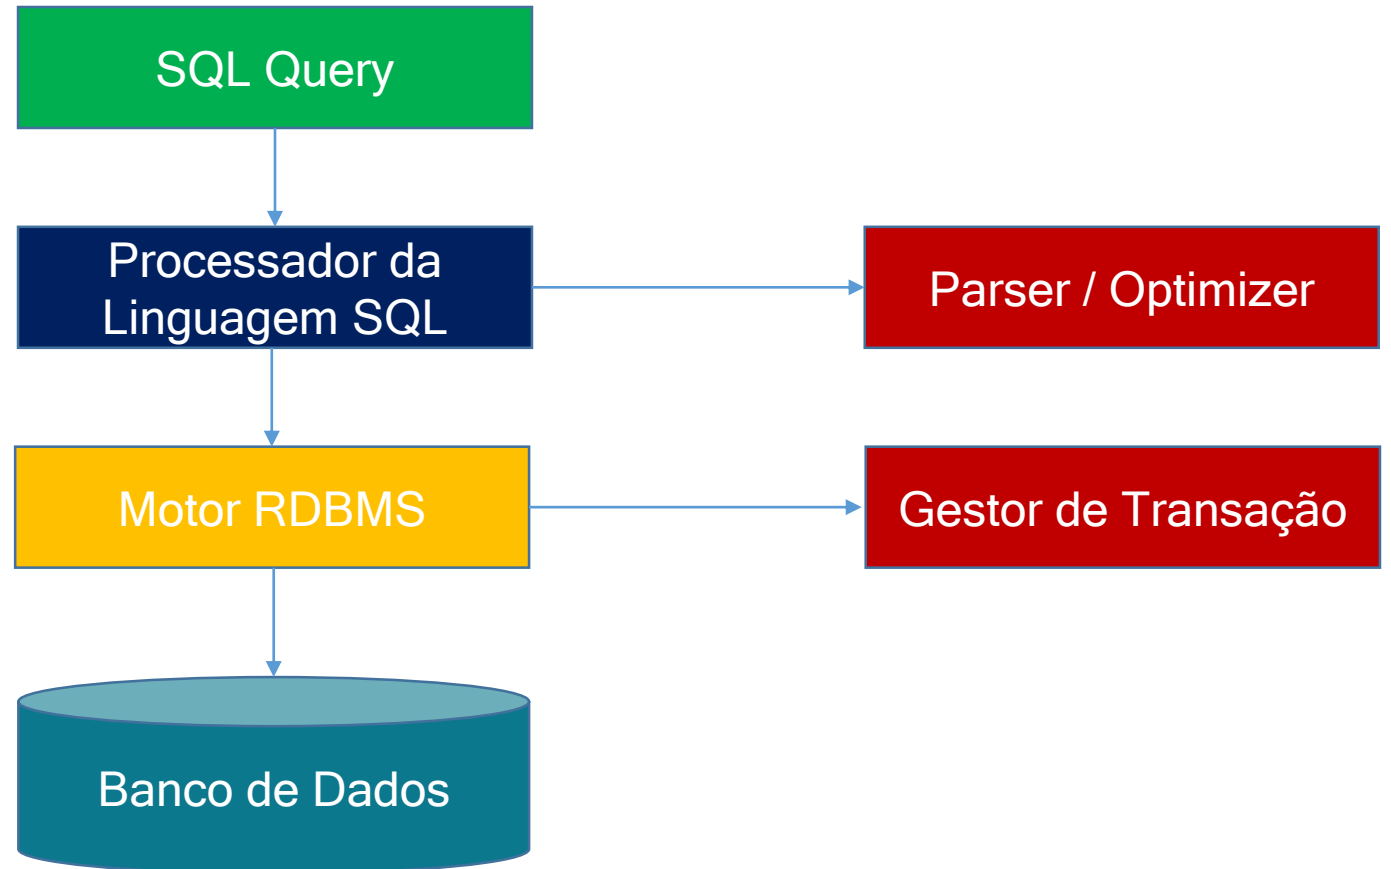 SQL Query
Processador da
Linguagem SQL
Parser / Optimizer
Motor RDBMS
Gestor de Transação
Banco de Dados